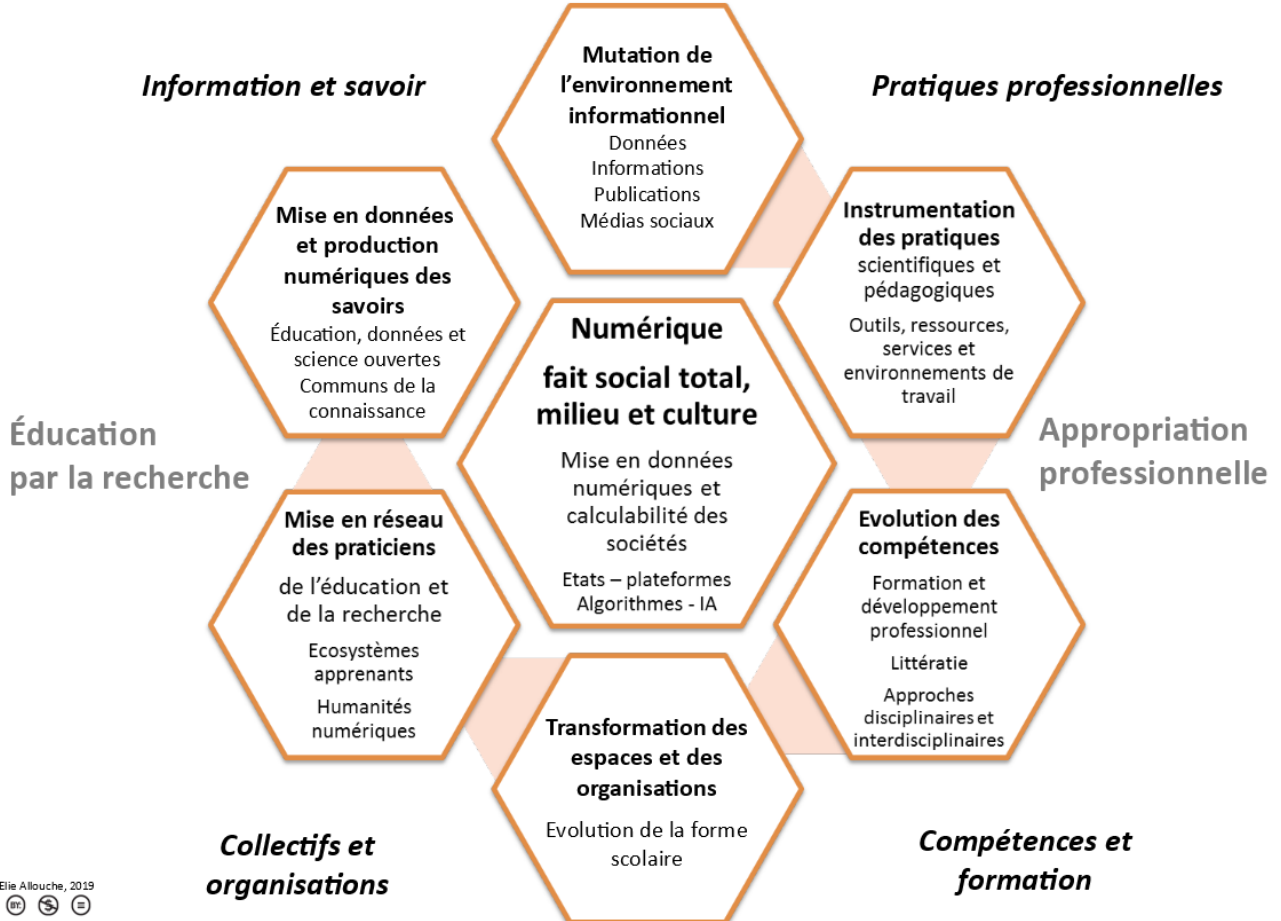 Information et savoir
Pratiques professionnelles
Mutation de
l’environnement
informationnel
Données
Informations
Publications
Médias sociaux
Mise en données
et production
numériques des
savoirs
Éducation, données et
science ouvertes
Communs de la
connaissance
Instrumentation
des pratiques
scientifiques et
pédagogiques
Outils, ressources,
services et
environnements de
travail
Numérique
fait social total,
milieu et culture
Mise en données
numériques et
calculabilité des
sociétés
Etats – plateformes
Algorithmes - IA
Éducation
par la recherche
Appropriation
professionnelle
Mise en réseau
des praticiens
de l’éducation et
de la recherche
Ecosystèmes
apprenants
Humanités
numériques
Evolution des
compétences
Formation et
développement
professionnel
Littératie
Approches
disciplinaires et
interdisciplinaires
Transformation des
espaces et des
organisations
Evolution de la forme
scolaire
Collectifs et
organisations
Compétences et
formation
Elie Allouche, 2019
BY: $ =